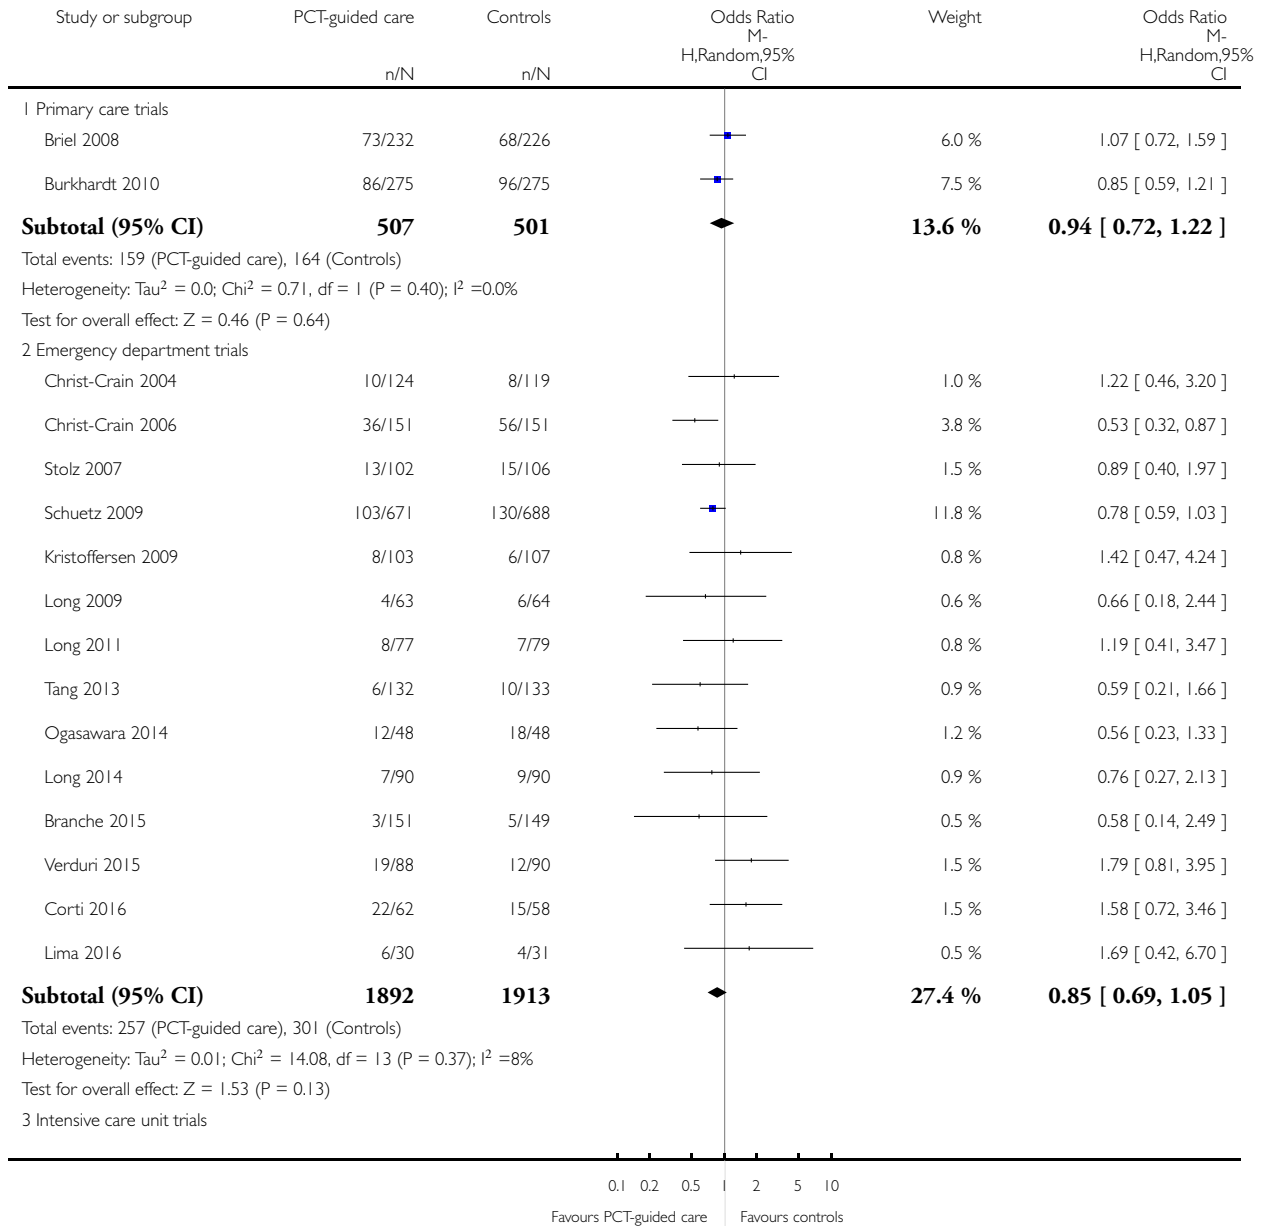 Study or subgroup PCT-guided care Controls Odds Ratio Weight Odds Ratio
M- M-
H,Random,95% H,Random,95%
n/N n/N CI CI
1 Primary care trials
Briel 2008 73/232 68/226 6.0 % 1.07 [ 0.72, 1.59 ]
Burkhardt 2010 86/275 96/275 7.5 % 0.85 [ 0.59, 1.21 ]
Subtotal (95% CI) 507 501 13.6 % 0.94 [ 0.72, 1.22 ]
Total events: 159 (PCT-guided care), 164 (Controls)
Heterogeneity: Tau² = 0.0; Chi² = 0.71, df = 1 (P = 0.40); I² =0.0%
Test for overall effect: Z = 0.46 (P = 0.64)
2 Emergency department trials
Christ-Crain 2004 10/124 8/119 1.0 % 1.22 [ 0.46, 3.20 ]
Christ-Crain 2006 36/151 56/151 3.8 % 0.53 [ 0.32, 0.87 ]
Stolz 2007 13/102 15/106 1.5 % 0.89 [ 0.40, 1.97 ]
Schuetz 2009 103/671 130/688 11.8 % 0.78 [ 0.59, 1.03 ]
Kristoffersen 2009 8/103 6/107 0.8 % 1.42 [ 0.47, 4.24 ]
Long 2009 4/63 6/64 0.6 % 0.66 [ 0.18, 2.44 ]
Long 2011 8/77 7/79 0.8 % 1.19 [ 0.41, 3.47 ]
Tang 2013 6/132 10/133 0.9 % 0.59 [ 0.21, 1.66 ]
Ogasawara 2014 12/48 18/48 1.2 % 0.56 [ 0.23, 1.33 ]
Long 2014 7/90 9/90 0.9 % 0.76 [ 0.27, 2.13 ]
Branche 2015 3/151 5/149 0.5 % 0.58 [ 0.14, 2.49 ]
Verduri 2015 19/88 12/90 1.5 % 1.79 [ 0.81, 3.95 ]
Corti 2016 22/62 15/58 1.5 % 1.58 [ 0.72, 3.46 ]
Lima 2016 6/30 4/31 0.5 % 1.69 [ 0.42, 6.70 ]
Subtotal (95% CI) 1892 1913 27.4 % 0.85 [ 0.69, 1.05 ]
Total events: 257 (PCT-guided care), 301 (Controls)
Heterogeneity: Tau² = 0.01; Chi² = 14.08, df = 13 (P = 0.37); I² =8%
Test for overall effect: Z = 1.53 (P = 0.13)
3 Intensive care unit trials
0.1 0.2 0.5 1 2 5 10
Favours PCT-guided care Favours controls